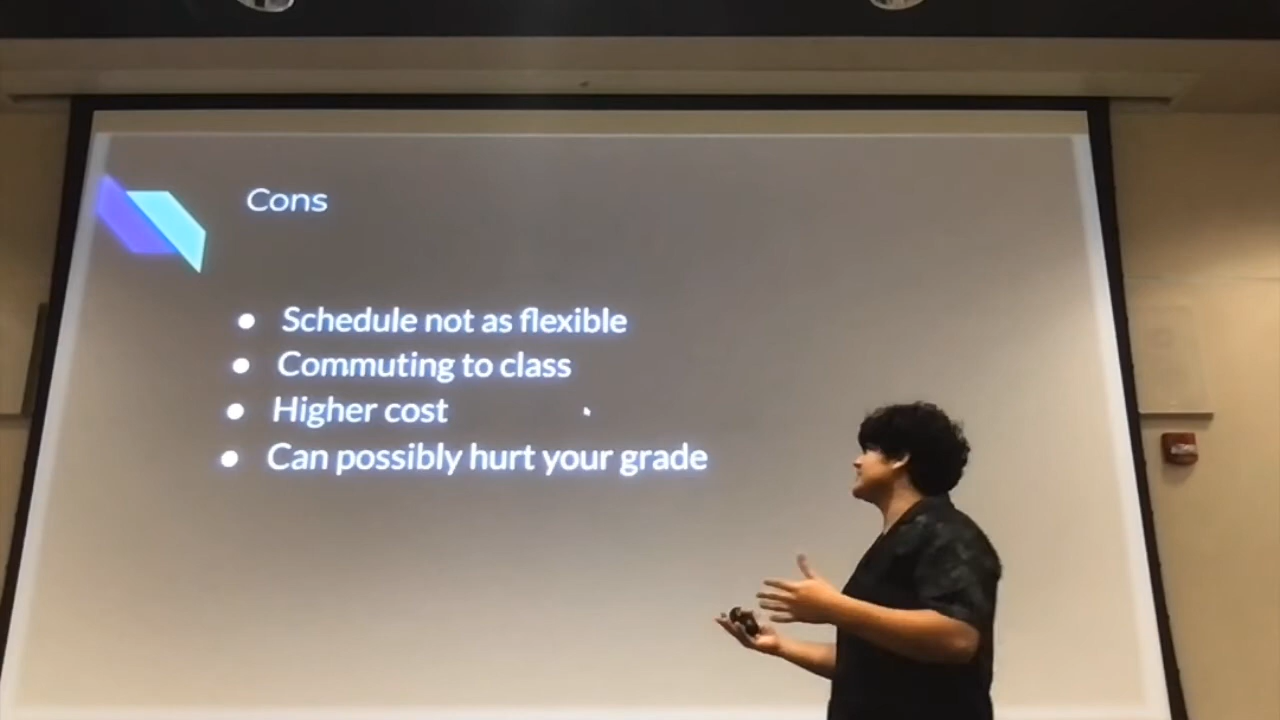 Cons
● Schedule not as flexible
● Commuting to class
● Higher cost
● Can possibly hurt your grade